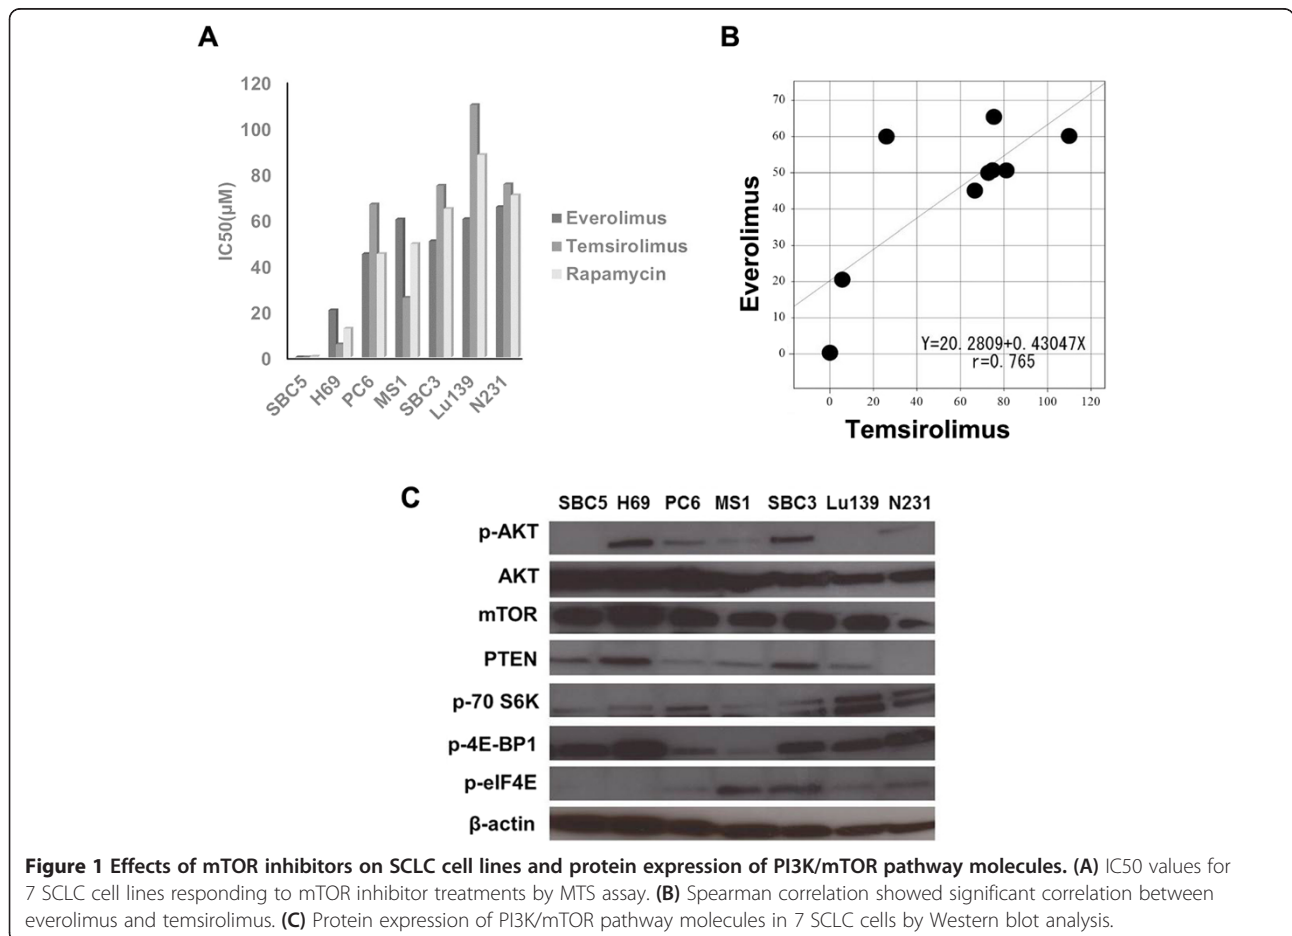 A
120
100
80
60
40
20
0
IC50(μM)
SBC5
H69
PC6
MS1
SBC3
Lu139
N231
Everolimus
Temsirolimus
Rapamycin
B
70
60
50
40
30
20
10
0
Everolimus
Y=20.2809+0.43047X
r=0.765
0 20 40 60 80 100 120
Temsirolimus
C
SBC5 H69 PC6 MS1 SBC3 Lu139 N231
p-AKT
AKT
mTOR
PTEN
p-70 S6K
p-4E-BP1
p-eIF4E
β-actin
Figure 1 Effects of mTOR inhibitors on SCLC cell lines and protein expression of PI3K/mTOR pathway molecules. (A) IC50 values for
7 SCLC cell lines responding to mTOR inhibitor treatments by MTS assay. (B) Spearman correlation showed significant correlation between
everolimus and temsirolimus. (C) Protein expression of PI3K/mTOR pathway molecules in 7 SCLC cells by Western blot analysis.